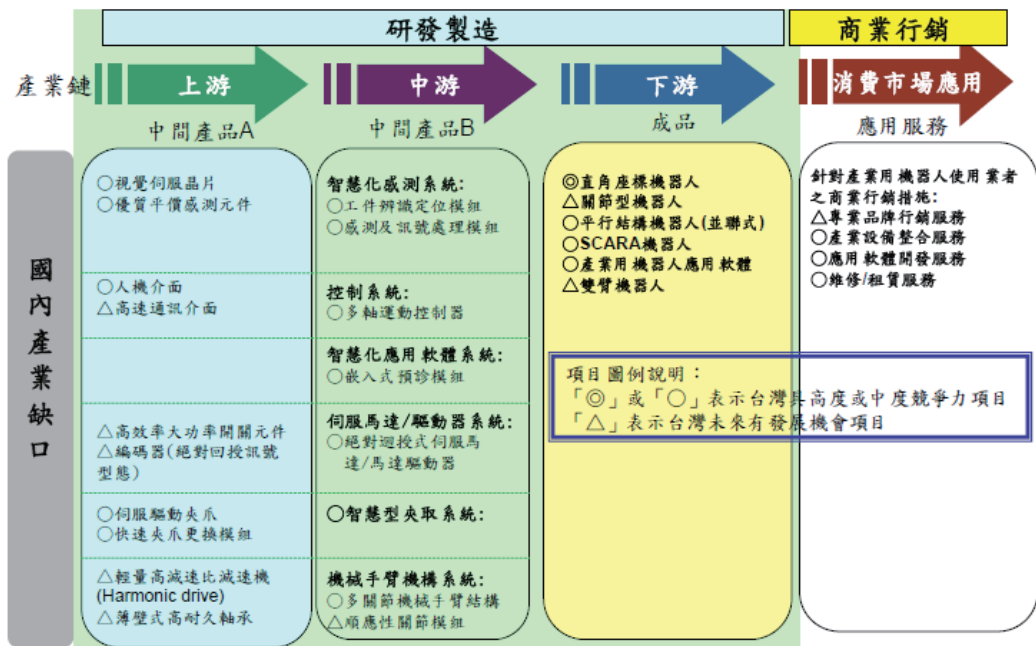 研發製造
商業行銷
產業鏈
上游
中游
下游
消費市場應用
中間產品A
中間產品B
成品
應用服務
國內產業缺口
○視覺伺服晶片
○優質平價感測元件
○人機介面
△高速通訊介面
△高效率大功率開關元件
△編碼器(絕對回授訊號
型態)
○伺服驅動夾爪
○快速夾爪更換模組
△輕量高減速比減速機
(Harmonic drive)
△薄壁式高耐久軸承
智慧化感測系統:
○工件辨識定位模組
○感測及訊號處理模組
控制系統:
○多軸運動控制器
智慧化應用軟體系統:
○嵌入式預診模組
伺服馬達/驅動器系統:
○絕對迴授式伺服馬
達/馬達驅動器
○智慧型夾取系統:
機械手臂機構系統:
○多關節機械手臂結構
△順應性關節模組
◎直角座標機器人
△關節型機器人
○平行結構機器人(並聯式)
○SCARA機器人
○產業用機器人應用軟體
△雙臂機器人
針對產業用機器人使用業者
之商業行銷措施:
△專業品牌行銷服務
○產業設備整合服務
○應用軟體開發服務
○維修/租賃服務
項目圖例說明：
「◎」或「○」表示台灣具高度或中度競爭力項目
「△」表示台灣未來有發展機會項目